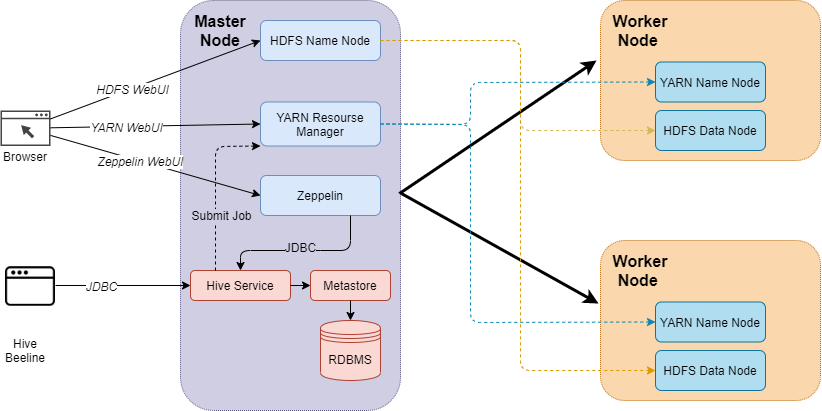 Master
Node
HDFS Name Node
HDFS WebUI
YARN Resourse
Manager
YARN WebUI
Browser
Zeppelin WebUI
Zeppelin
Submit Job
JDBC
JDBC
Hive Service
Metastore
RDBMS
Hive
Beeline
Worker
Node
YARN Name Node
HDFS Data Node
Worker
Node
YARN Name Node
HDFS Data Node